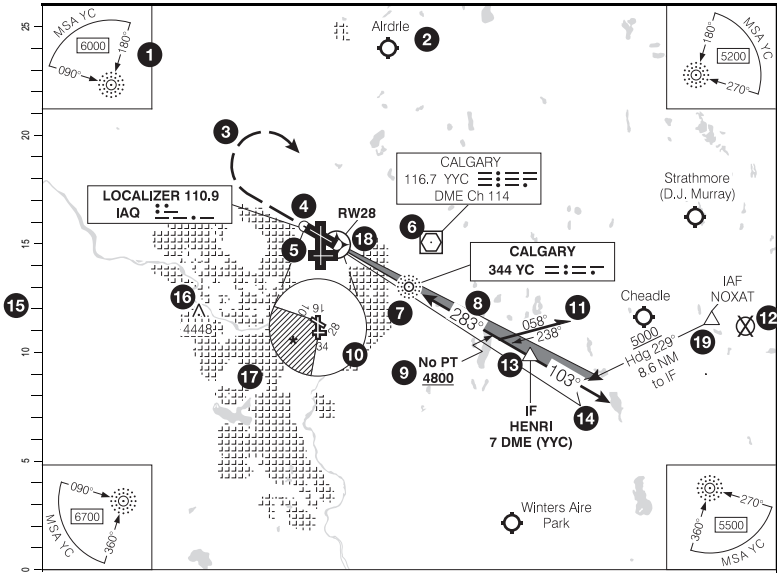 25
20
15
10
5
0
MSA YC
6000
180°
090°
1
Alrdrle
2
MSA YC
180°
5200
270°
3
CALGARY
116.7 YYC
DME Ch 114
Strathmore
(D.J. Murray)
LOCALIZER 110.9
IAQ
4
RW28
5
18
6
CALGARY
344 YC
IAF
NOXAT
15
16
4448
7
8
283°
058°
238°
11
Cheadle
5000
Hdg 229°
8.6 NM
to IF
12
19
10
16
28
34
*
10
9
No PT
4800
13
103°
14
17
IF
HENRI
7 DME (YYC)
MSA YC
090°
6700
360°
Winters Aire
Park
MSA YC
270°
360°
5500